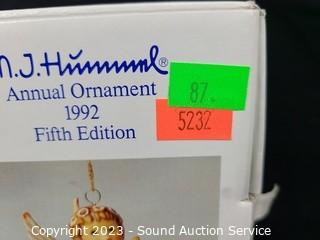 M.J. Hummel®
Annual Ornament
1992
Fifth Edition
87.
5232
Copyright 2023 - Sound Auction Service